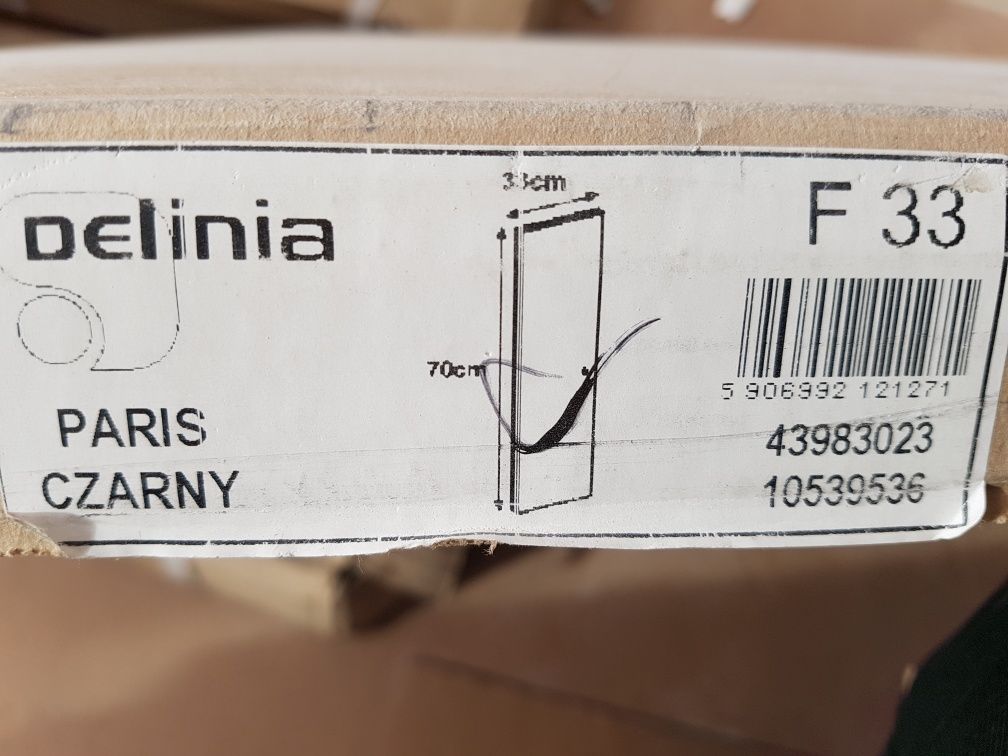 Delinia
33cm
F 33
70cm
5 906992 121271
PARIS
CZARNY
43983023
10539536